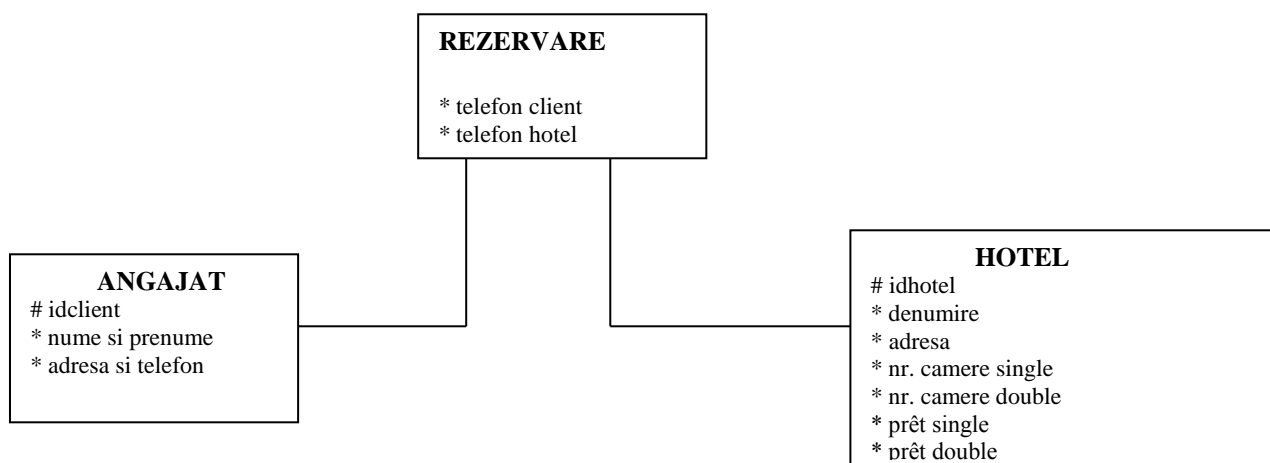 REZERVARE
* telefon client
* telefon hotel
ANGAJAT
# idclient
* nume si prenume
* adresa si telefon
HOTEL
# idhotel
* denumire
* adresa
* nr. camere single
* nr. camere double
* prêt single
* prêt double